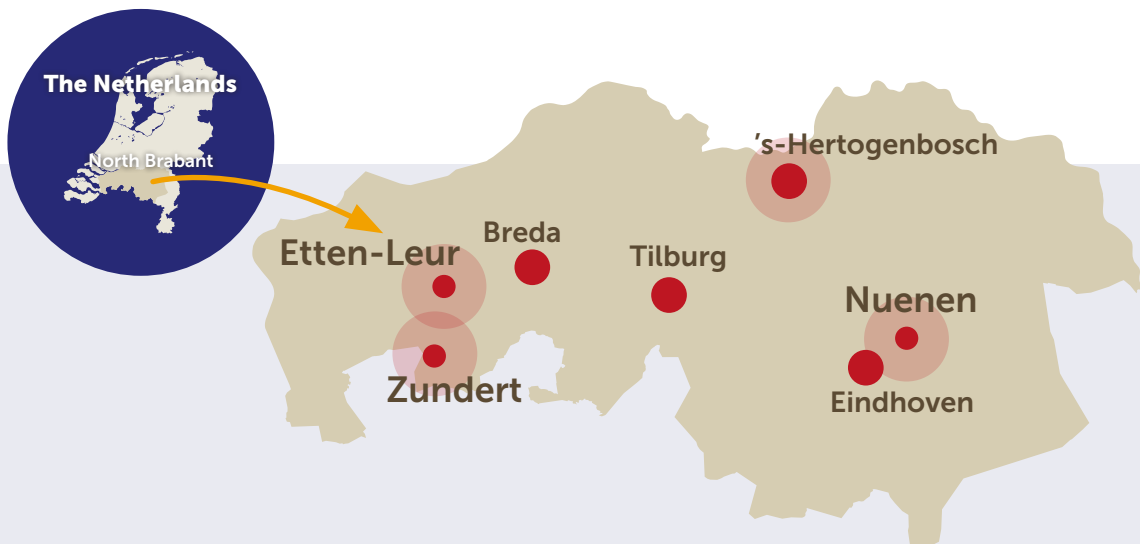 The Netherlands
North Brabant
’s-Hertogenbosch
Breda
Etten-Leur
Tilburg
Nuenen
Zundert
Eindhoven